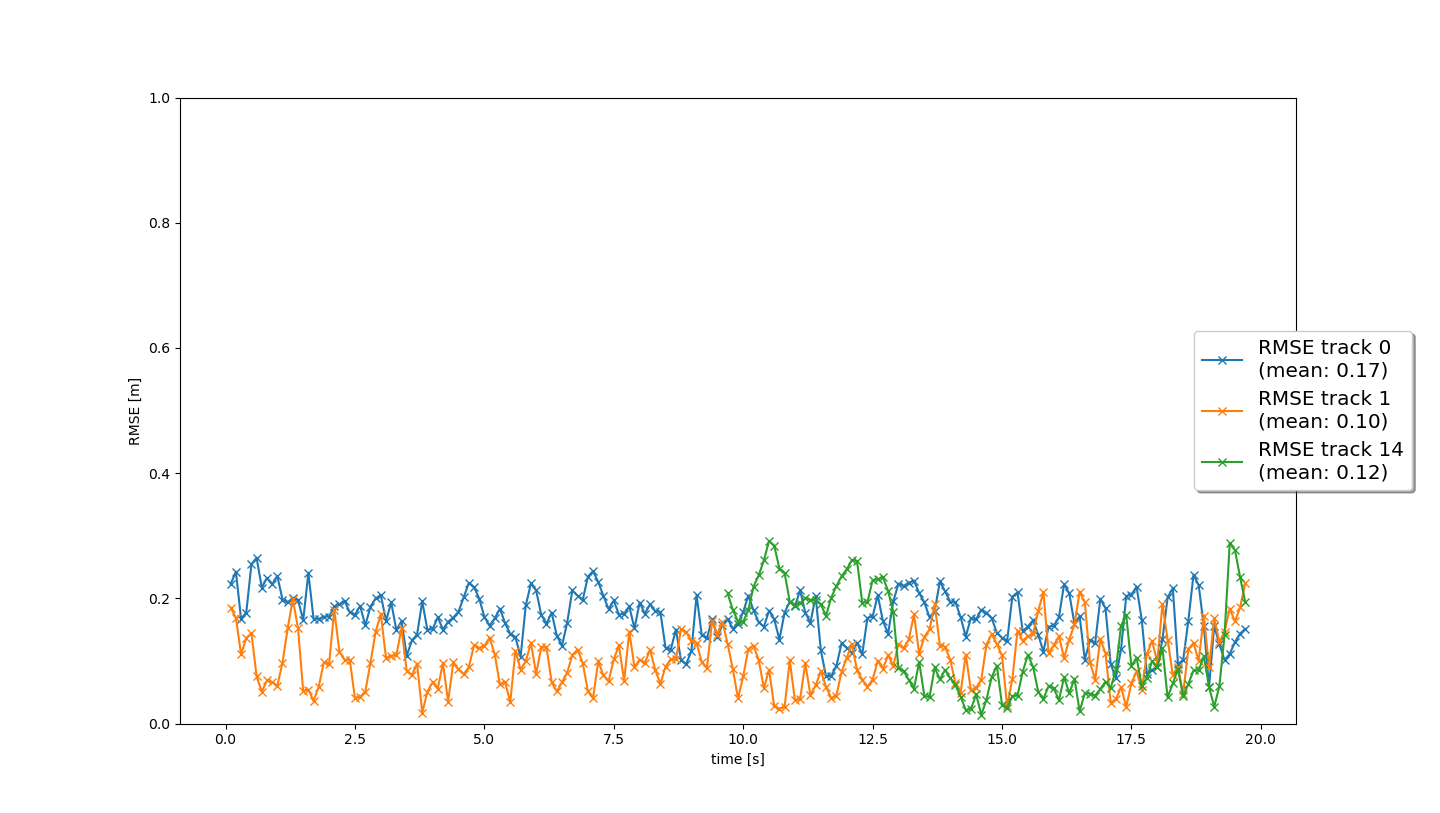 1.0
0.8
0.6
0.4
0.2
0.0
RMSE [m]
0.0 2.5 5.0 7.5 10.0 12.5 15.0 17.5 20.0
time [s]
RMSE track 0
(mean: 0.17)
RMSE track 1
(mean: 0.10)
RMSE track 14
(mean: 0.12)